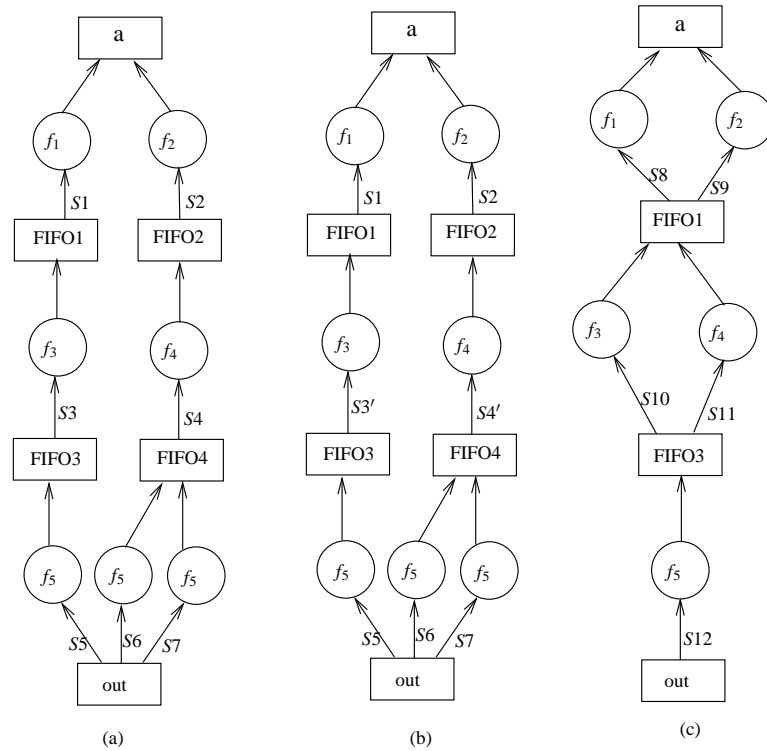 a
f1
f2
S1
S2
FIFO1
FIFO2
f3
f4
S3
S4
FIFO3
FIFO4
f5
f5
f5
S5
S6
S7
out
(a)
a
f1
f2
S1
S2
FIFO1
FIFO2
f3
f4
S3'
S4'
FIFO3
FIFO4
f5
f5
f5
S5
S6
S7
out
(b)
a
f1
f2
S8
S9
FIFO1
f3
f4
S10
S11
FIFO3
f5
S12
out
(c)